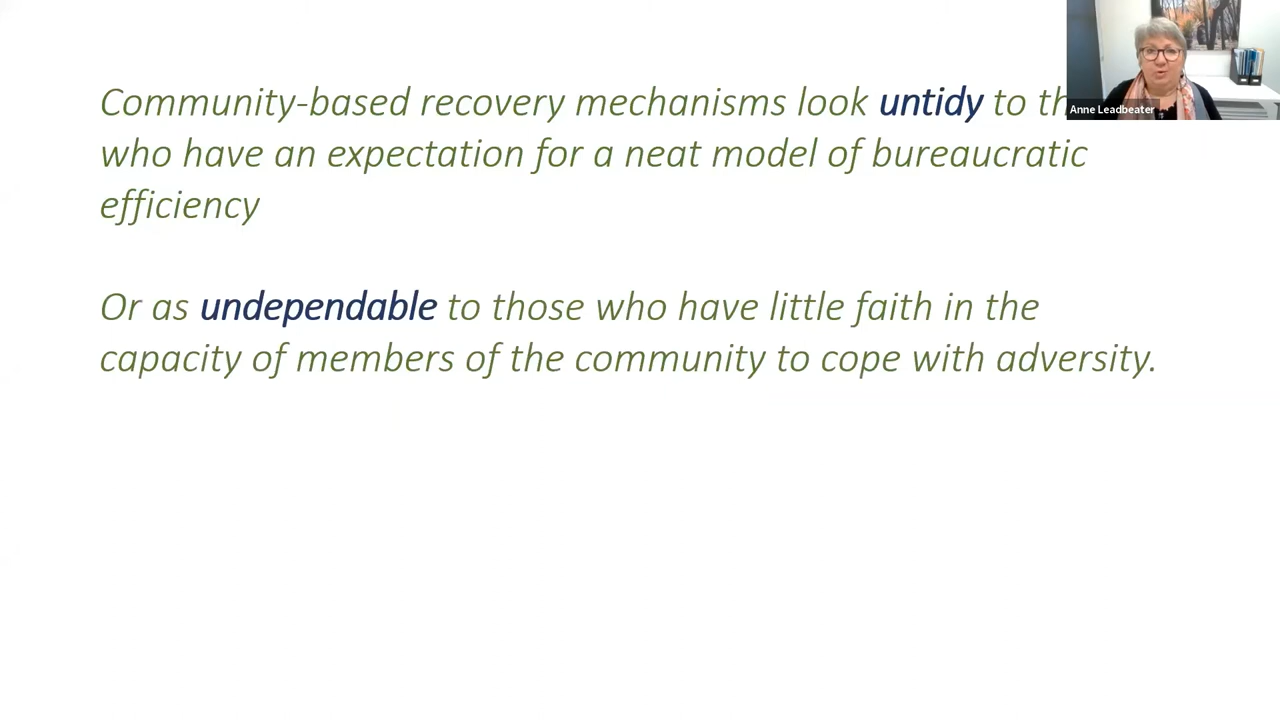 Community-based recovery mechanisms look untidy to
who have an expectation for a neat model of bureaucratic
efficiency
Or as undependable to those who have little faith in the
capacity of members of the community to cope with adversity.
Anne Leadbeater